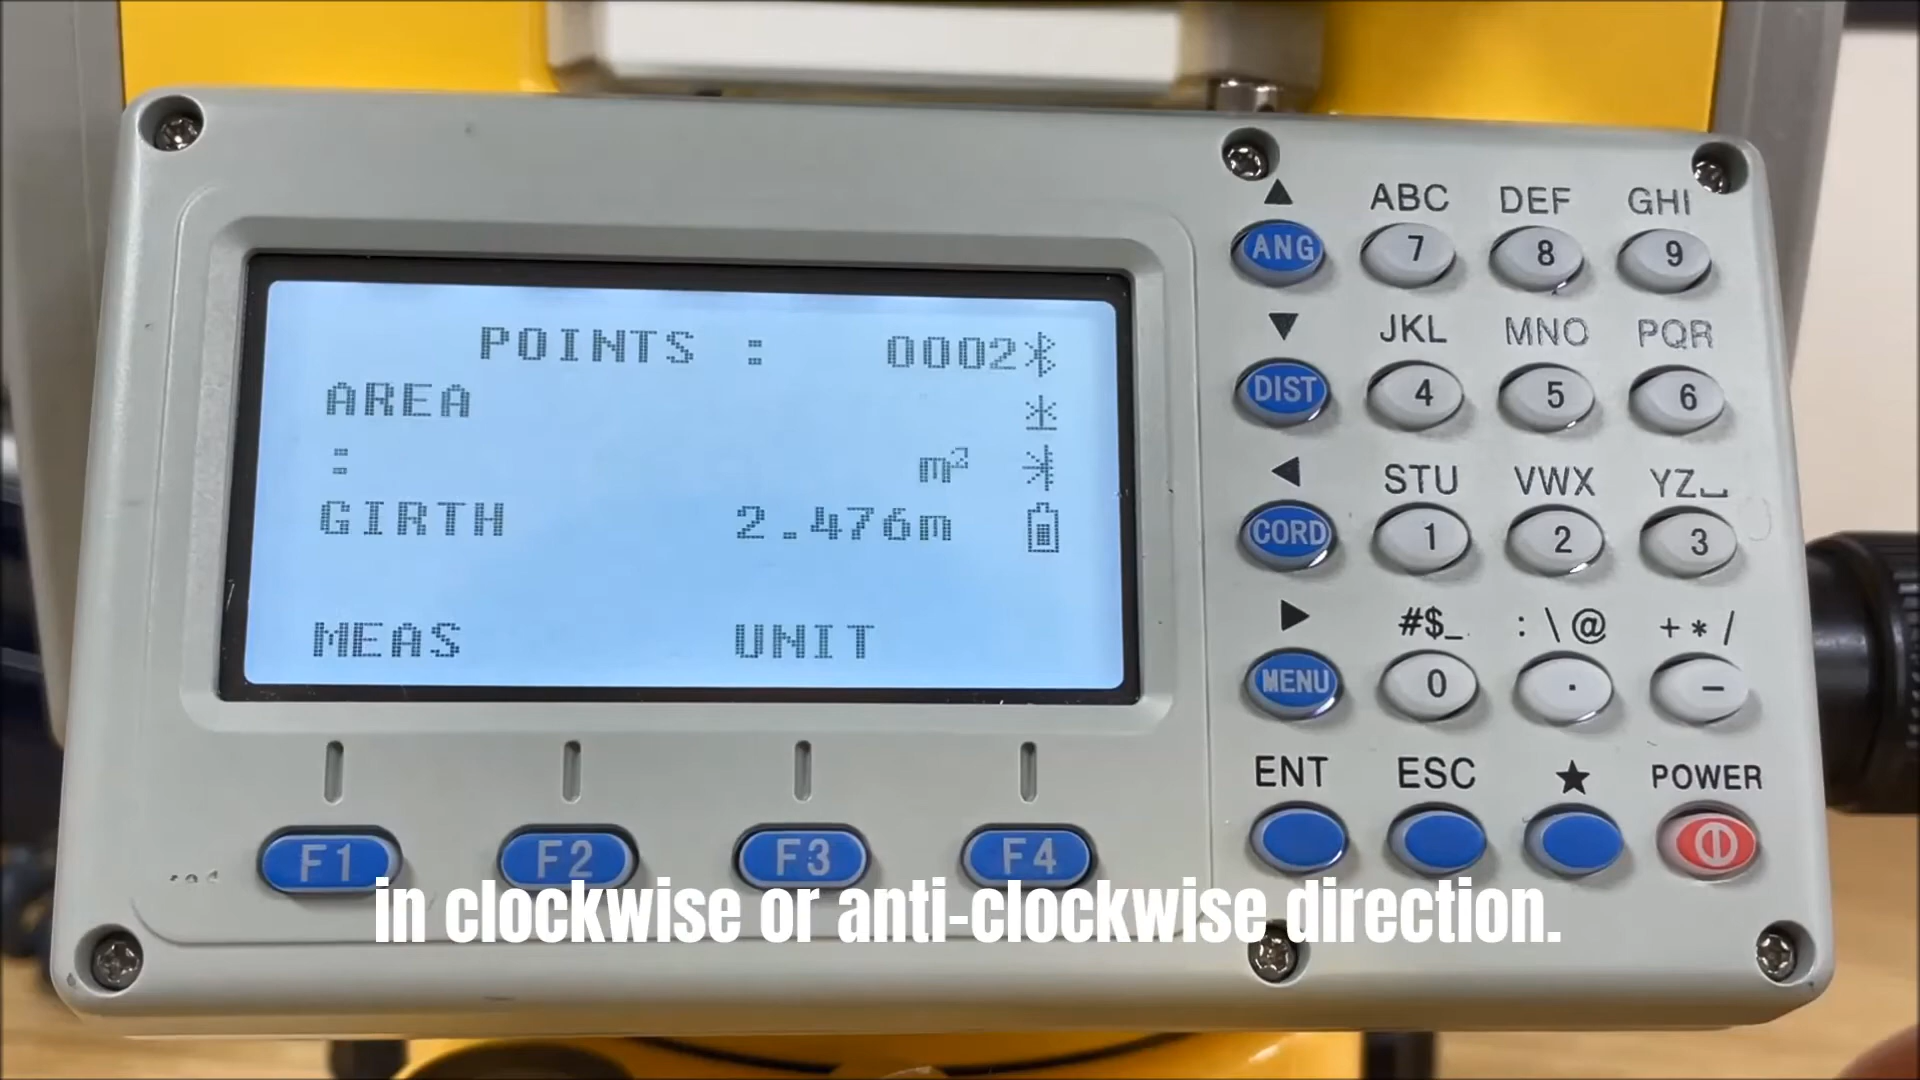 POINTS : 0002
AREA
: m²
GIRTH 2.476m
MEAS UNIT
F1 F2 F3 F4
ABC DEF GHI
ANG 7 8 9
JKL MNO PQR
DIST 4 5 6
STU VWX YZ␣
CORD 1 2 3
#$_ :\@ +*/
MENU 0 . −
ENT ESC ★ POWER
in clockwise or anti-clockwise direction.